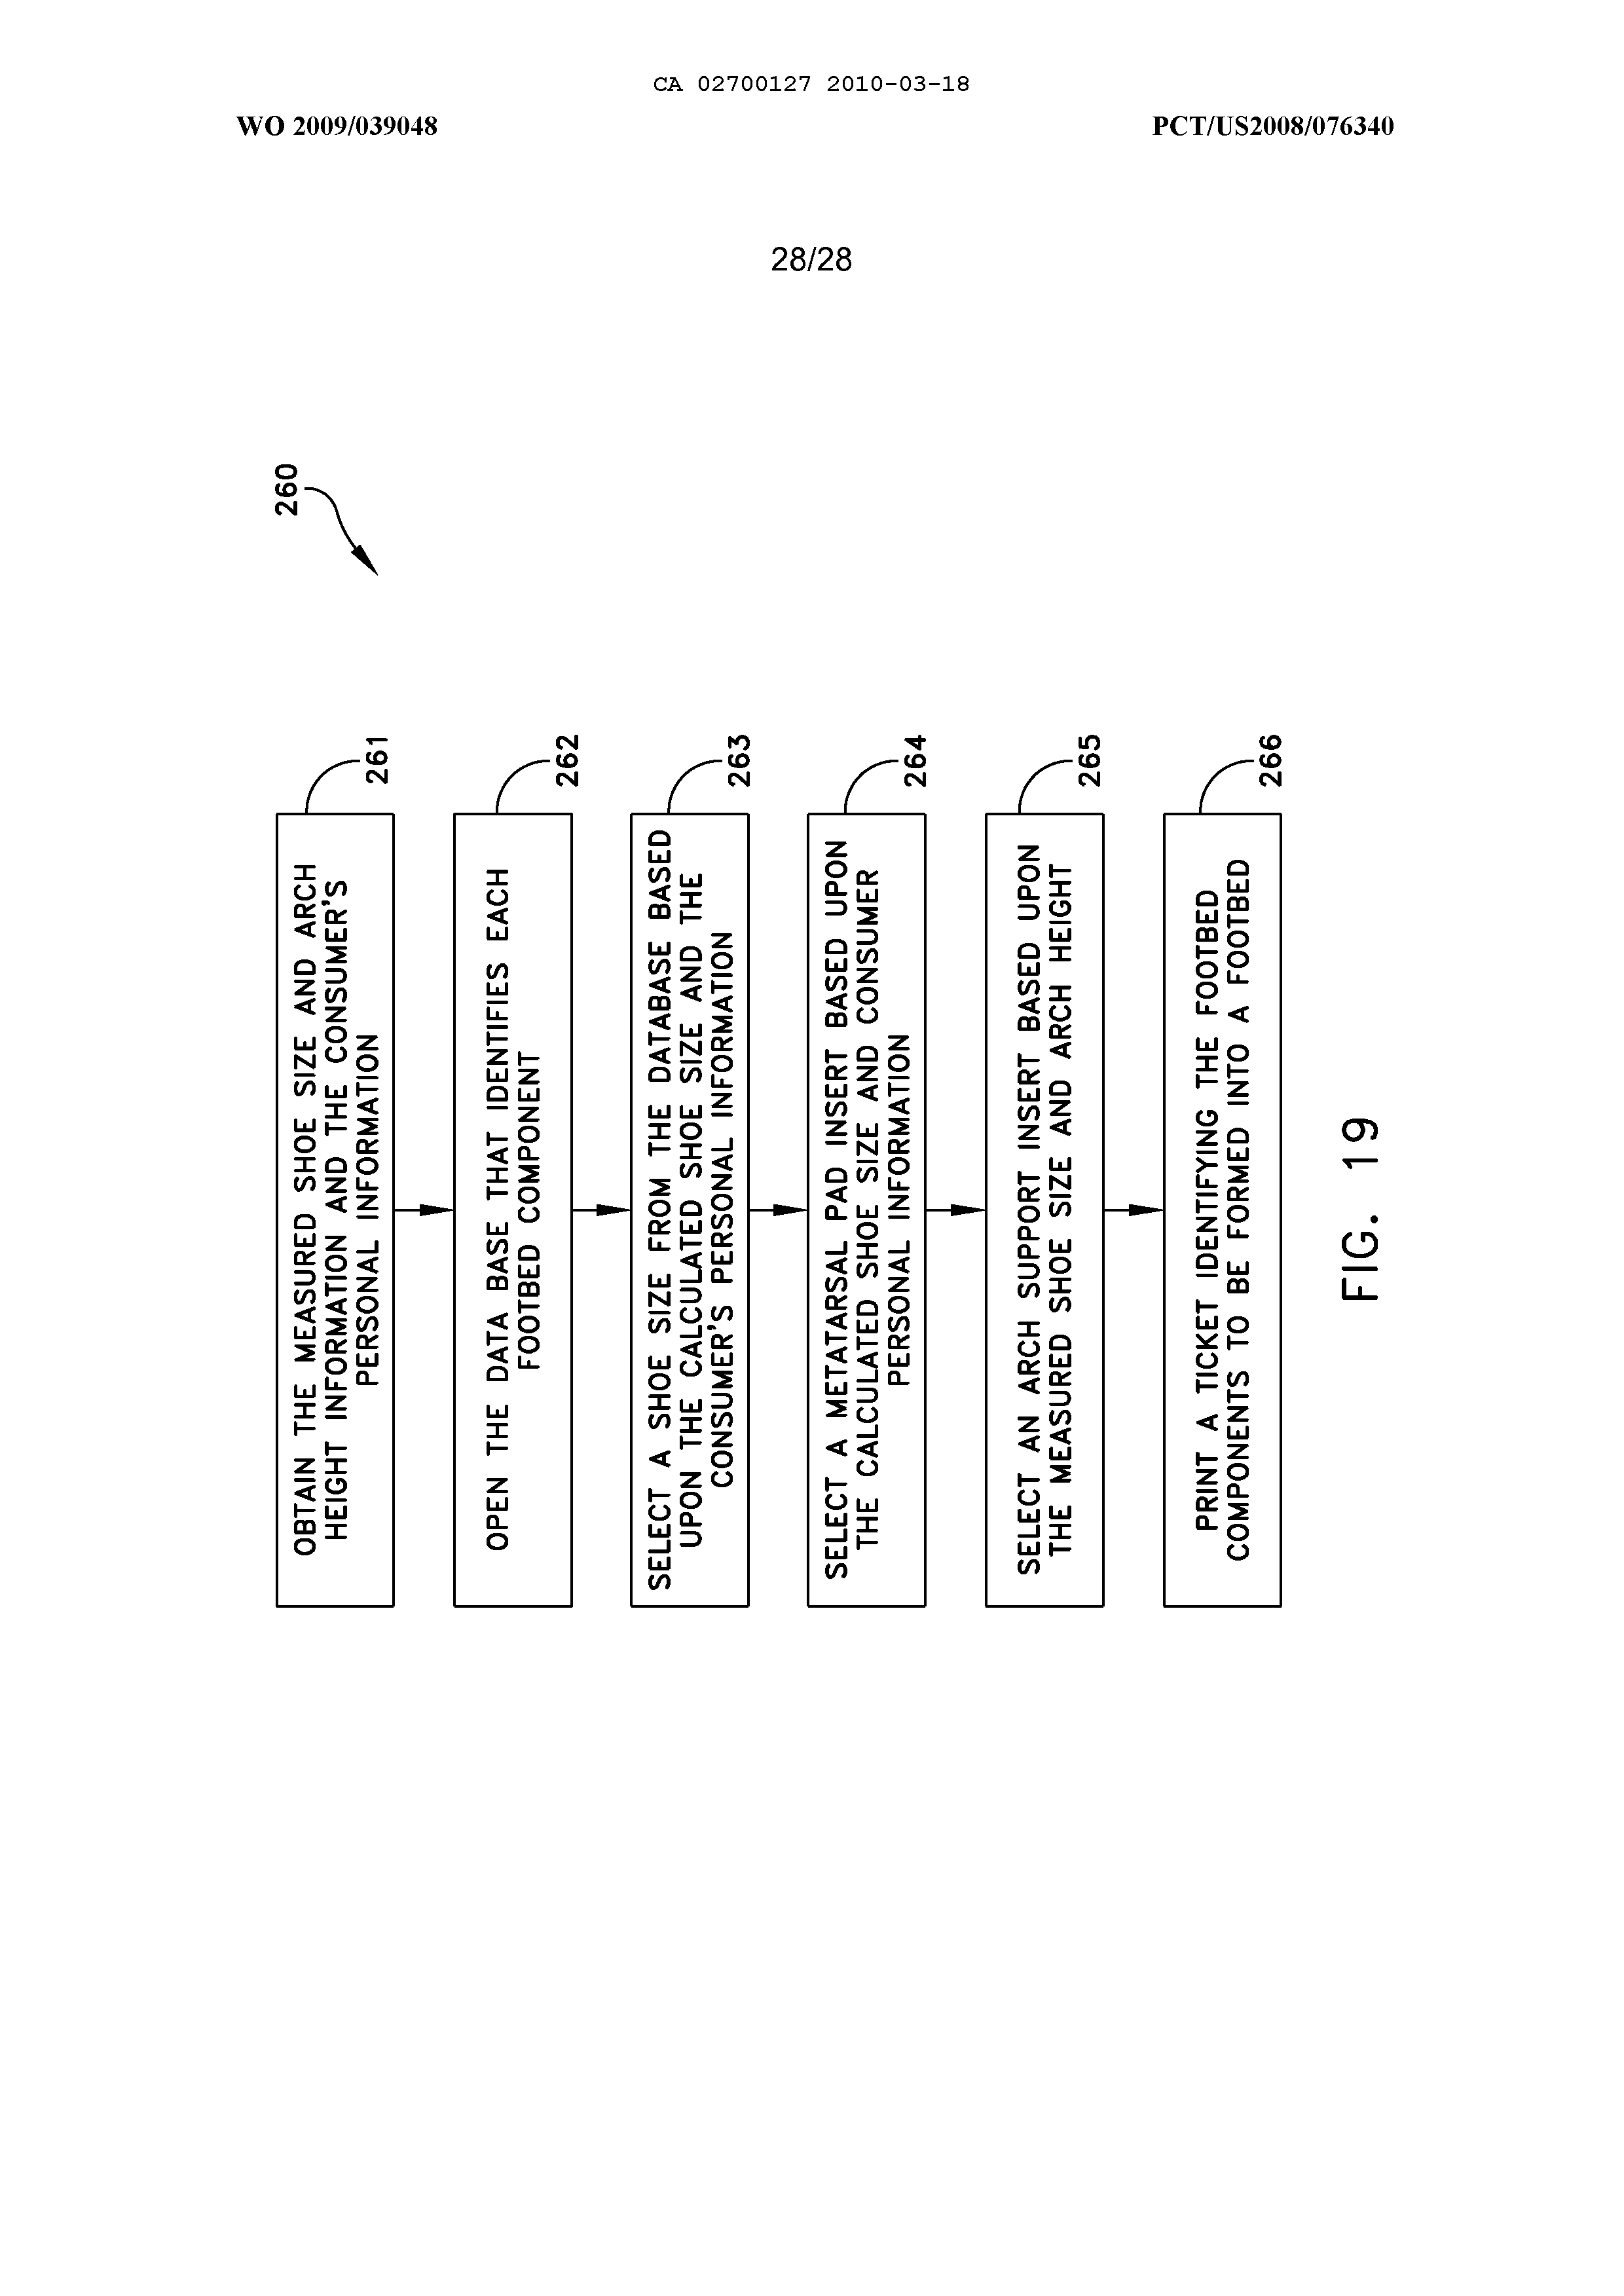 CA 02700127 2010-03-18
WO 2009/039048
PCT/US2008/076340
28/28
260
261
OBTAIN THE MEASURED SHOE SIZE AND ARCH
HEIGHT INFORMATION AND THE CONSUMER'S
PERSONAL INFORMATION
262
OPEN THE DATA BASE THAT IDENTIFIES EACH
FOOTBED COMPONENT
263
SELECT A SHOE SIZE FROM THE DATABASE BASED
UPON THE CALCULATED SHOE SIZE AND THE
CONSUMER'S PERSONAL INFORMATION
264
SELECT A METATARSAL PAD INSERT BASED UPON
THE CALCULATED SHOE SIZE AND CONSUMER
PERSONAL INFORMATION
265
SELECT AN ARCH SUPPORT INSERT BASED UPON
THE MEASURED SHOE SIZE AND ARCH HEIGHT
266
PRINT A TICKET IDENTIFYING THE FOOTBED
COMPONENTS TO BE FORMED INTO A FOOTBED
FIG. 19